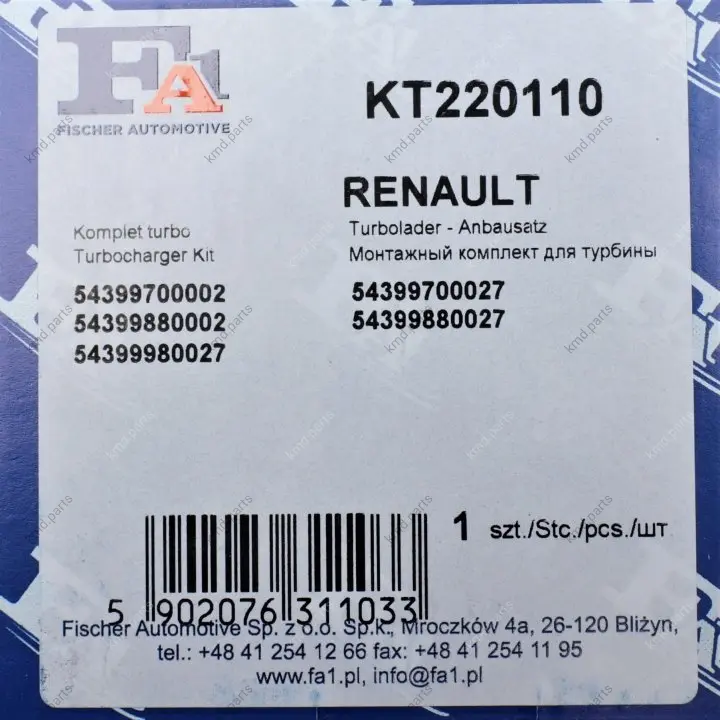 FA1
FISCHER AUTOMOTIVE
KT220110
RENAULT
Komplet turbo
Turbocharger Kit
Turbolader - Anbausatz
Монтажный комплект для турбины
54399700002
54399880002
54399980027
54399700027
54399880027
1 szt./Stc./pcs./шт
5 902076 311033
Fischer Automotive Sp. z o.o. Sp.k., Mroczków 4a, 26-120 Bliżyn,
tel.: +48 41 254 12 66 fax: +48 41 254 11 95
www.fa1.pl, info@fa1.pl
kmd.parts